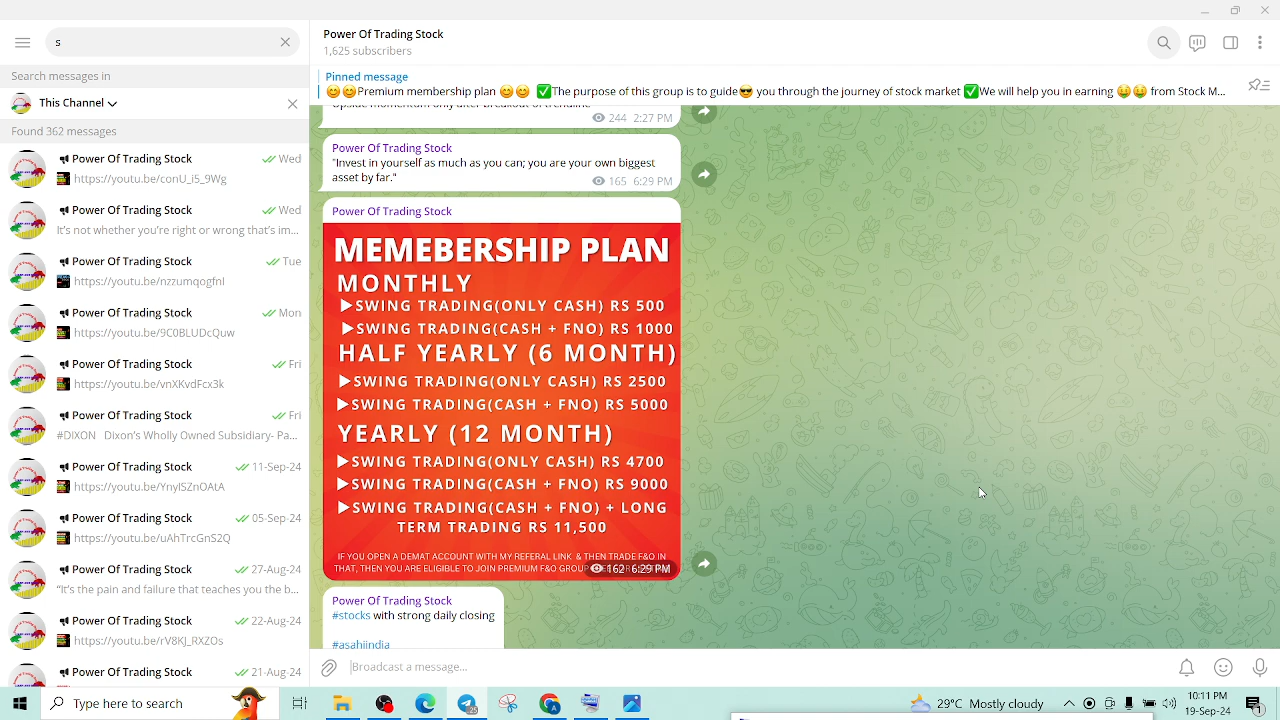 s
Search messages in
This Channel
Found 362 messages
Power Of Trading Stock Wed
https://youtu.be/conU_i5_9Wg
Power Of Trading Stock Wed
It's not whether you're right or wrong that's im...
Power Of Trading Stock Tue
https://youtu.be/nzzumqogfnI
Power Of Trading Stock Mon
https://youtu.be/9C0BLUDcQuw
Power Of Trading Stock Fri
https://youtu.be/vnXKvdFcx3k
Power Of Trading Stock Fri
#DIXON Dixon's Wholly Owned Subsidiary- Pa...
Power Of Trading Stock 11-Sep-24
https://youtu.be/YnyISZnOAtA
Power Of Trading Stock 05-Sep-24
https://youtu.be/uAhTrcGnS2Q
Power Of Trading Stock 27-Aug-24
"It's the pain and failure that teaches you the b...
Power Of Trading Stock 22-Aug-24
https://youtu.be/rV8KJ_RXZOs
Power Of Trading Stock 21-Aug-24
Power Of Trading Stock
1,625 subscribers
Pinned message
😊😊Premium membership plan 😊😊 ✅The purpose of this group is to guide😎 you through the journey of stock market ✅We will help you in earning 🤑🤑 from Stock M...
upside momentum only after breakout of trendline
244 2:27 PM
Power Of Trading Stock
"Invest in yourself as much as you can; you are your own biggest
asset by far." 165 6:29 PM
Power Of Trading Stock
MEMEBERSHIP PLAN
MONTHLY
▶SWING TRADING(ONLY CASH) RS 500
▶SWING TRADING(CASH + FNO) RS 1000
HALF YEARLY (6 MONTH)
▶SWING TRADING(ONLY CASH) RS 2500
▶SWING TRADING(CASH + FNO) RS 5000
YEARLY (12 MONTH)
▶SWING TRADING(ONLY CASH) RS 4700
▶SWING TRADING(CASH + FNO) RS 9000
▶SWING TRADING(CASH + FNO) + LONG
TERM TRADING RS 11,500
IF YOU OPEN A DEMAT ACCOUNT WITH MY REFERAL LINK & THEN TRADE F&O IN
THAT, THEN YOU ARE ELIGIBLE TO JOIN PREMIUM F&O GROUP 162 6:29 PM
Power Of Trading Stock
#stocks with strong daily closing
#asahiindia
Broadcast a message...
Type here to search
29°C Mostly cloudy
10:11 PM
19-Sep-24